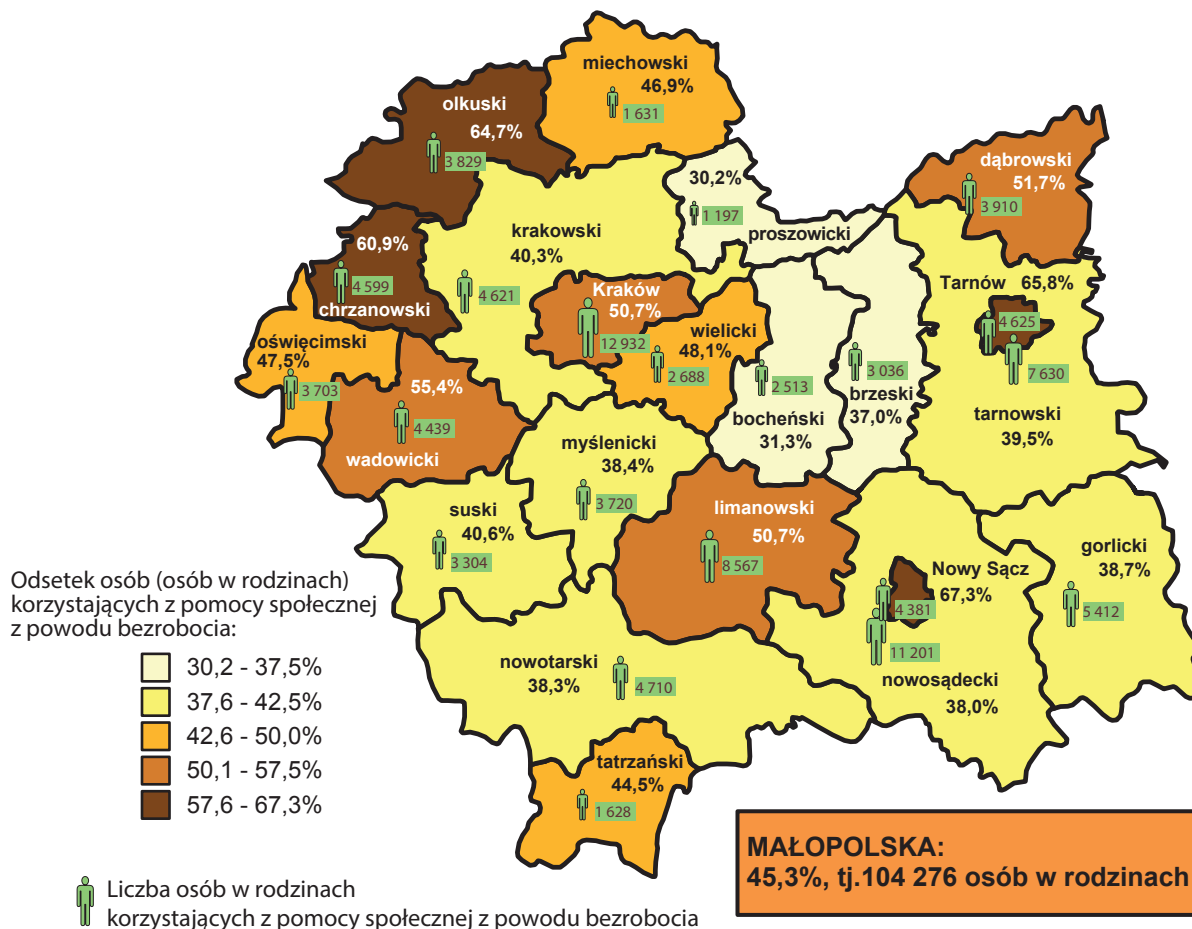 miechowski
46,9%
1 631
olkuski
64,7%
3 829
dąbrowski
51,7%
3 910
30,2%
1 197
proszowicki
krakowski
40,3%
4 621
60,9%
4 599
chrzanowski
Kraków
50,7%
12 932
Tarnów 65,8%
4 625
7 630
tarnowski
39,5%
oświęcimski
47,5%
3 703
wielicki
48,1%
2 688
2 513
bocheński
31,3%
3 036
brzeski
37,0%
55,4%
4 439
wadowicki
myślenicki
38,4%
3 720
suski
40,6%
3 304
limanowski
50,7%
8 567
Nowy Sącz
67,3%
4 381
11 201
nowosądecki
38,0%
gorlicki
38,7%
5 412
nowotarski
38,3%
4 710
tatrzański
44,5%
1 628
Odsetek osób (osób w rodzinach)
korzystających z pomocy społecznej
z powodu bezrobocia:
30,2 - 37,5%
37,6 - 42,5%
42,6 - 50,0%
50,1 - 57,5%
57,6 - 67,3%
MAŁOPOLSKA:
45,3%, tj.104 276 osób w rodzinach
Liczba osób w rodzinach
korzystających z pomocy społecznej z powodu bezrobocia